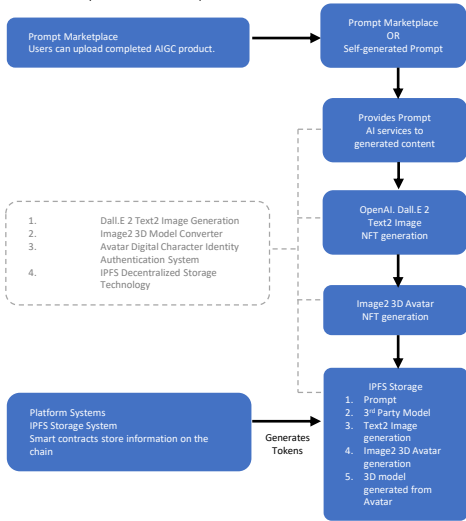 Prompt Marketplace
Users can upload completed AIGC product.
Prompt Marketplace
OR
Self-generated Prompt
Provides Prompt
AI services to
generated content
1. Dall.E 2 Text2 Image Generation
2. Image2 3D Model Converter
3. Avatar Digital Character Identity
Authentication System
4. IPFS Decentralized Storage
Technology
OpenAI. Dall.E 2
Text2 Image
NFT generation
Image2 3D Avatar
NFT generation
Platform Systems
IPFS Storage System
Smart contracts store information on the
chain
Generates
Tokens
IPFS Storage
1. Prompt
2. 3rd Party Model
3. Text2 Image
generation
4. Image2 3D Avatar
generation
5. 3D model
generated from
Avatar